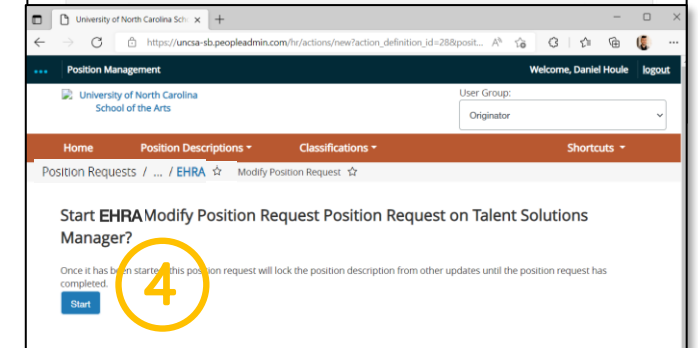 University of North Carolina Sch
https://uncsa-sb.peopleadmin.com/hr/actions/new?action_definition_id=28&posit...
Position Management Welcome, Daniel Houle logout
University of North Carolina
School of the Arts
User Group:
Originator
Home Position Descriptions Classifications Shortcuts
Position Requests / ... / EHRA Modify Position Request
Start EHRA Modify Position Request Position Request on Talent Solutions
Manager?
Once it has been started, this position request will lock the position description from other updates until the position request has
completed.
Start
4